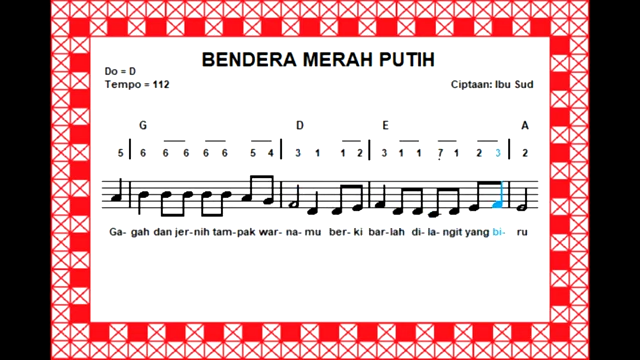 BENDERA MERAH PUTIH
Do = D
Tempo = 112
Ciptaan: Ibu Sud
G D E A
5 | 6 6 6 6 6 5 4 | 3 1 1 2 | 3 1 1 7 1 2 3 | 2
Ga- gah dan jer- nih tam- pak war- na- mu ber- ki bar- lah di- la- ngit yang bi- ru